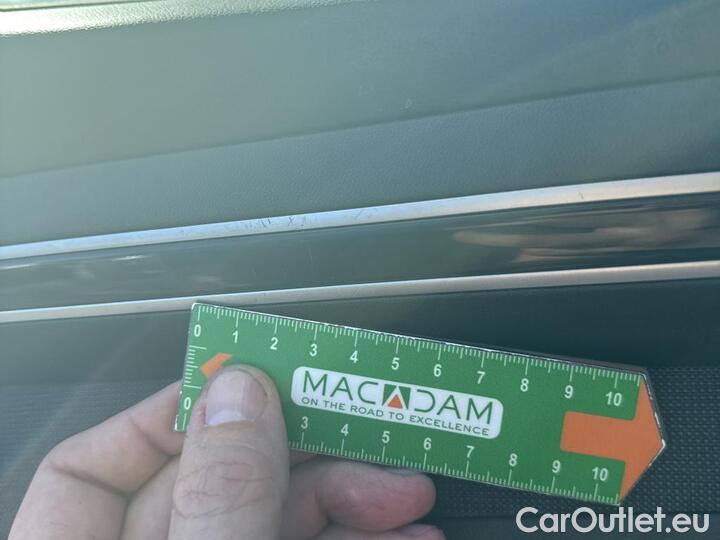 0 1 2 3 4 5 6 7 8 9 10
MACADAM
ON THE ROAD TO EXCELLENCE
0 3 4 5 6 7 8 9 10
CarOutlet.eu